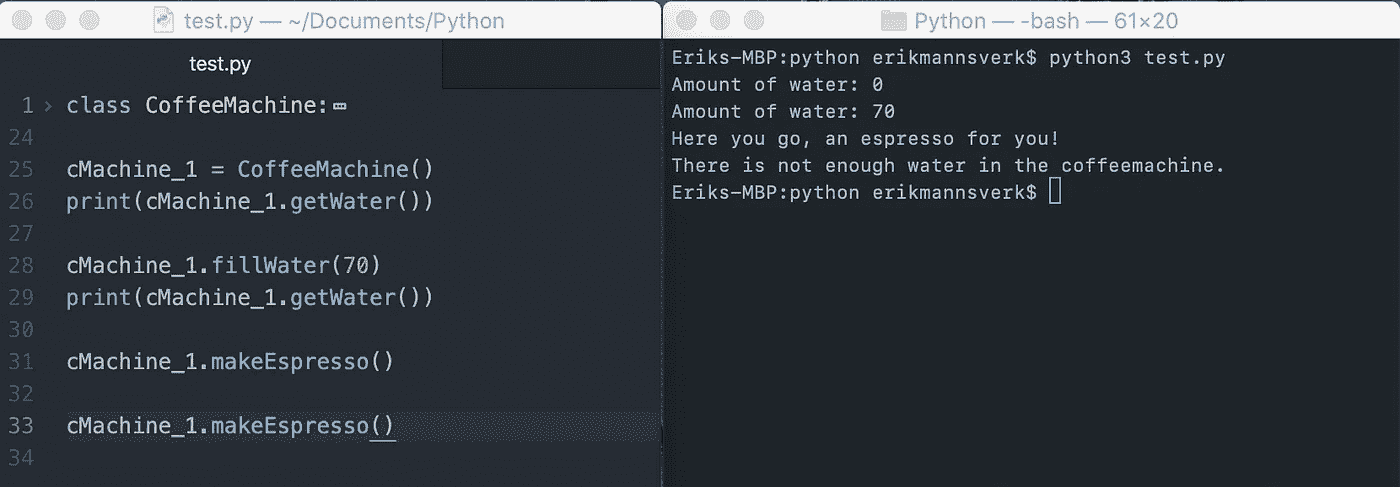 test.py — ~/Documents/Python
test.py
1 › class CoffeeMachine:⋯
24
25 cMachine_1 = CoffeeMachine()
26 print(cMachine_1.getWater())
27
28 cMachine_1.fillWater(70)
29 print(cMachine_1.getWater())
30
31 cMachine_1.makeEspresso()
32
33 cMachine_1.makeEspresso()
34
Python — -bash — 61×20
Eriks-MBP:python erikmannsverk$ python3 test.py
Amount of water: 0
Amount of water: 70
Here you go, an espresso for you!
There is not enough water in the coffeemachine.
Eriks-MBP:python erikmannsverk$